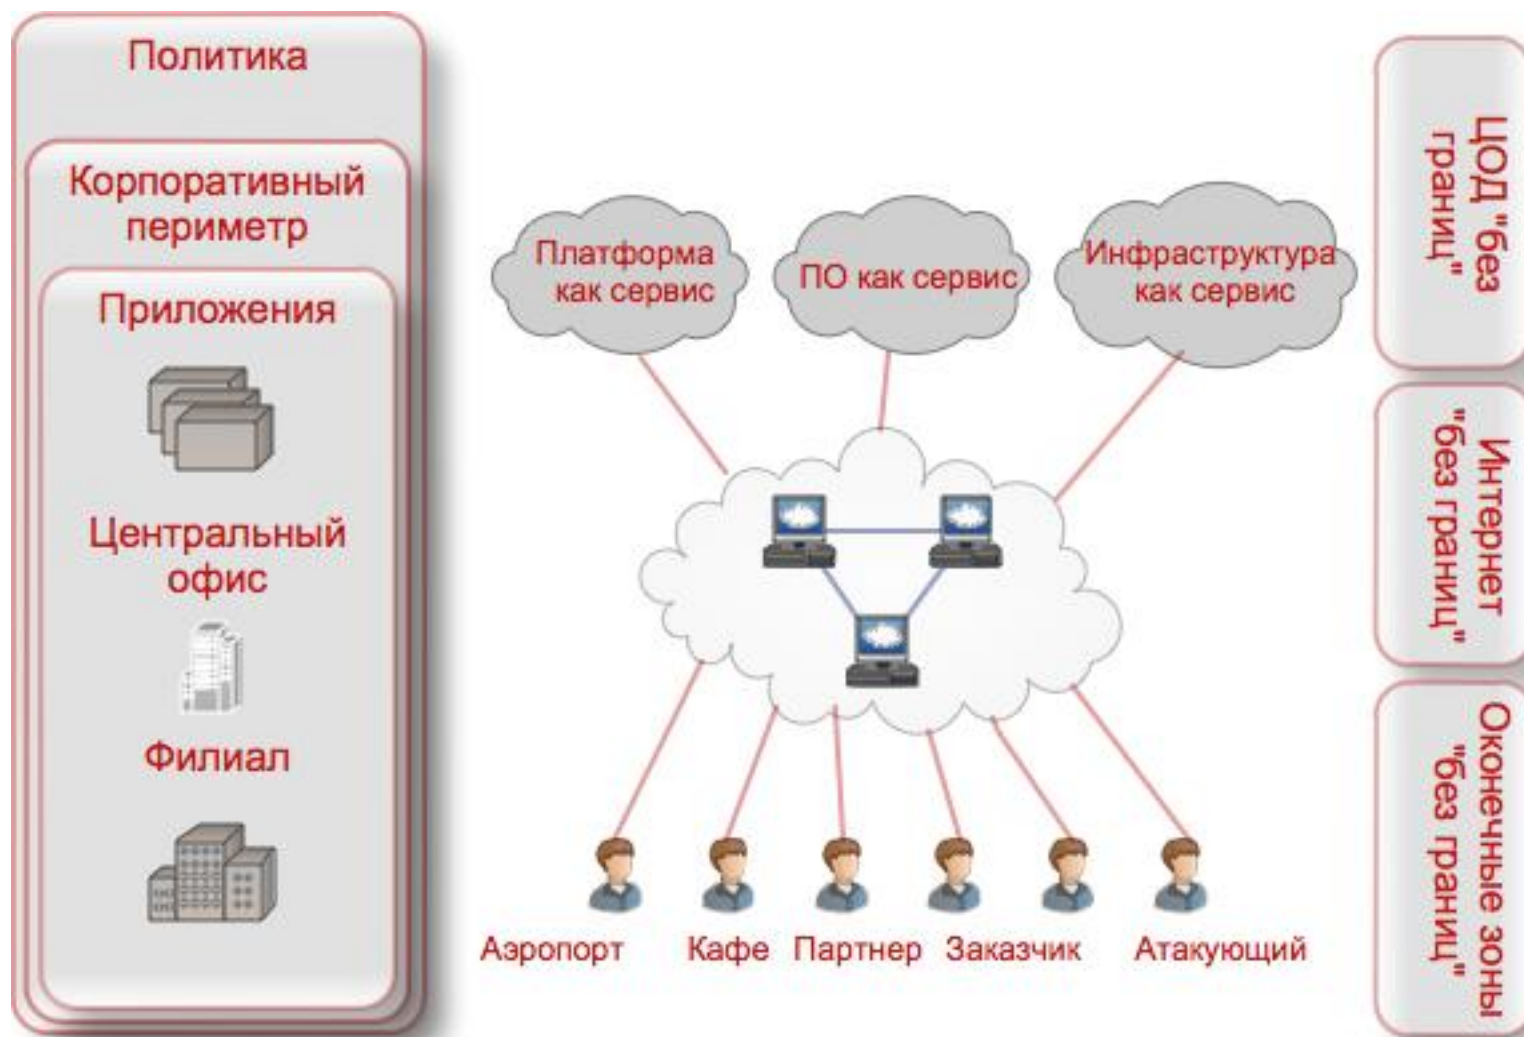 Политика
Корпоративный
периметр
Приложения
Центральный
офис
Филиал
Платформа
как сервис
ПО как сервис
Инфраструктура
как сервис
Аэропорт
Кафе
Партнер
Заказчик
Атакующий
ЦОД "без
границ"
Интернет
"без границ"
Оконечные зоны
"без границ"